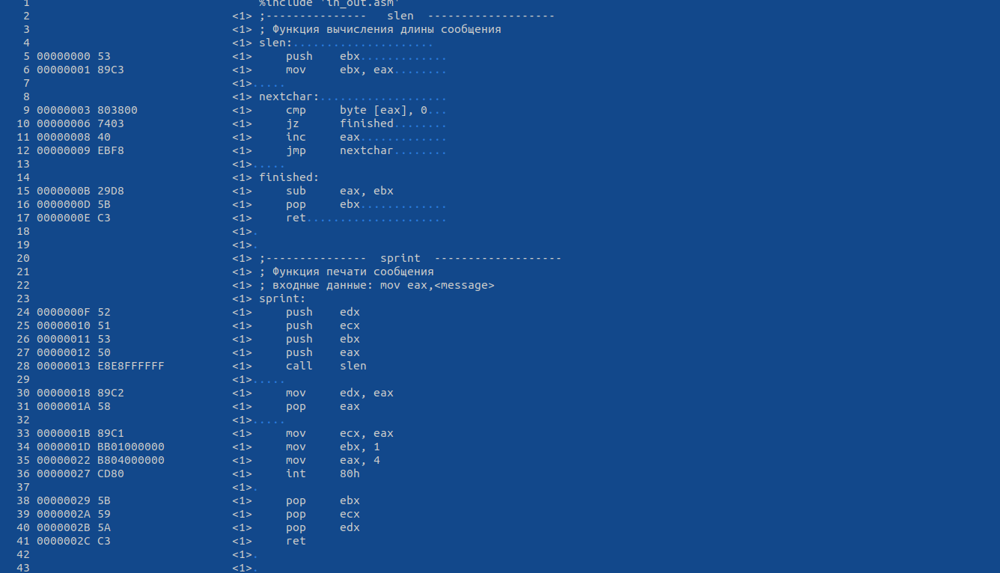 1 %include 'in_out.asm'
2 <1> ;--------------- slen -------------------
3 <1> ; Функция вычисления длины сообщения
4 <1> slen:.....................
5 00000000 53 <1> push ebx.............
6 00000001 89C3 <1> mov ebx, eax........
7 <1>.....
8 <1> nextchar:...................
9 00000003 803800 <1> cmp byte [eax], 0...
10 00000006 7403 <1> jz finished........
11 00000008 40 <1> inc eax.............
12 00000009 EBF8 <1> jmp nextchar........
13 <1>.....
14 <1> finished:
15 0000000B 29D8 <1> sub eax, ebx
16 0000000D 5B <1> pop ebx.............
17 0000000E C3 <1> ret.....................
18 <1>.
19 <1>.
20 <1> ;--------------- sprint -------------------
21 <1> ; Функция печати сообщения
22 <1> ; входные данные: mov eax,<message>
23 <1> sprint:
24 0000000F 52 <1> push edx
25 00000010 51 <1> push ecx
26 00000011 53 <1> push ebx
27 00000012 50 <1> push eax
28 00000013 E8E8FFFFFF <1> call slen
29 <1>.....
30 00000018 89C2 <1> mov edx, eax
31 0000001A 58 <1> pop eax
32 <1>.....
33 0000001B 89C1 <1> mov ecx, eax
34 0000001D BB01000000 <1> mov ebx, 1
35 00000022 B804000000 <1> mov eax, 4
36 00000027 CD80 <1> int 80h
37 <1>.
38 00000029 5B <1> pop ebx
39 0000002A 59 <1> pop ecx
40 0000002B 5A <1> pop edx
41 0000002C C3 <1> ret
42 <1>.
43 <1>.